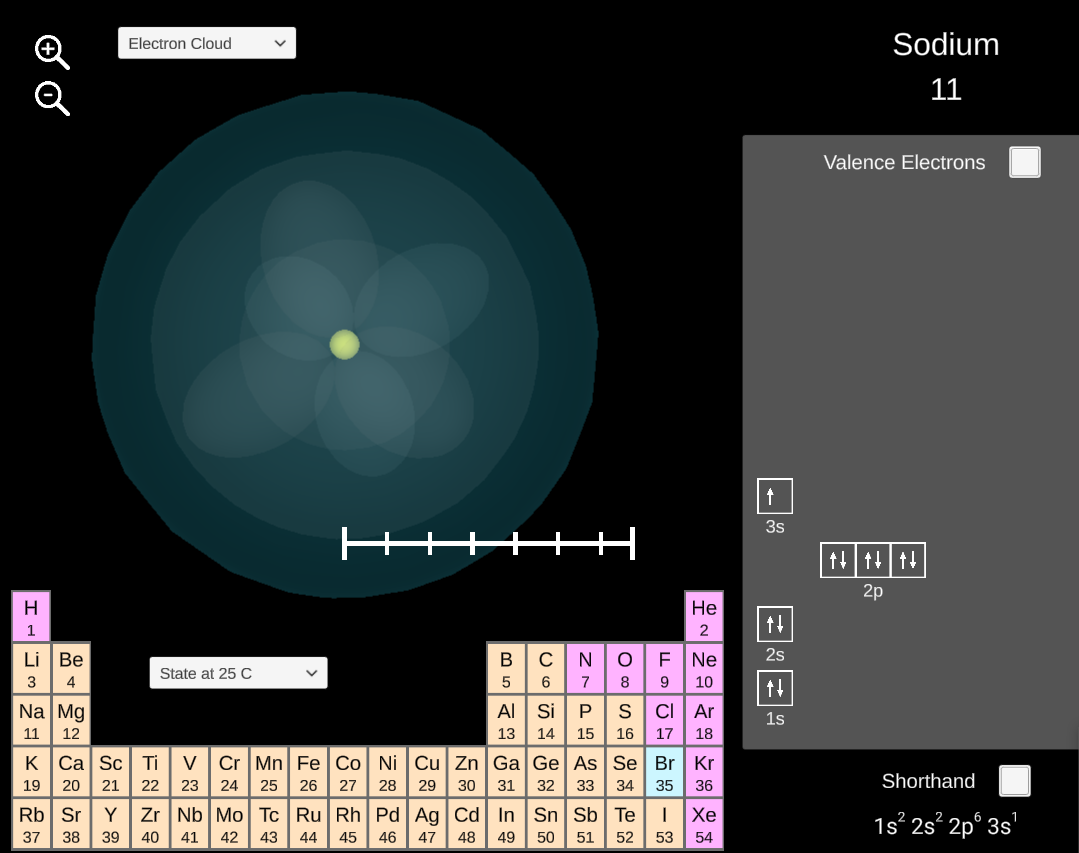 Electron Cloud
Sodium
11
Valence Electrons
3s
2p
2s
1s
H He
1 2
Li Be B C N O F Ne
3 4 5 6 7 8 9 10
State at 25 C
Na Mg Al Si P S Cl Ar
11 12 13 14 15 16 17 18
K Ca Sc Ti V Cr Mn Fe Co Ni Cu Zn Ga Ge As Se Br Kr
19 20 21 22 23 24 25 26 27 28 29 30 31 32 33 34 35 36
Rb Sr Y Zr Nb Mo Tc Ru Rh Pd Ag Cd In Sn Sb Te I Xe
37 38 39 40 41 42 43 44 45 46 47 48 49 50 51 52 53 54
Shorthand
1s² 2s² 2p⁶ 3s¹